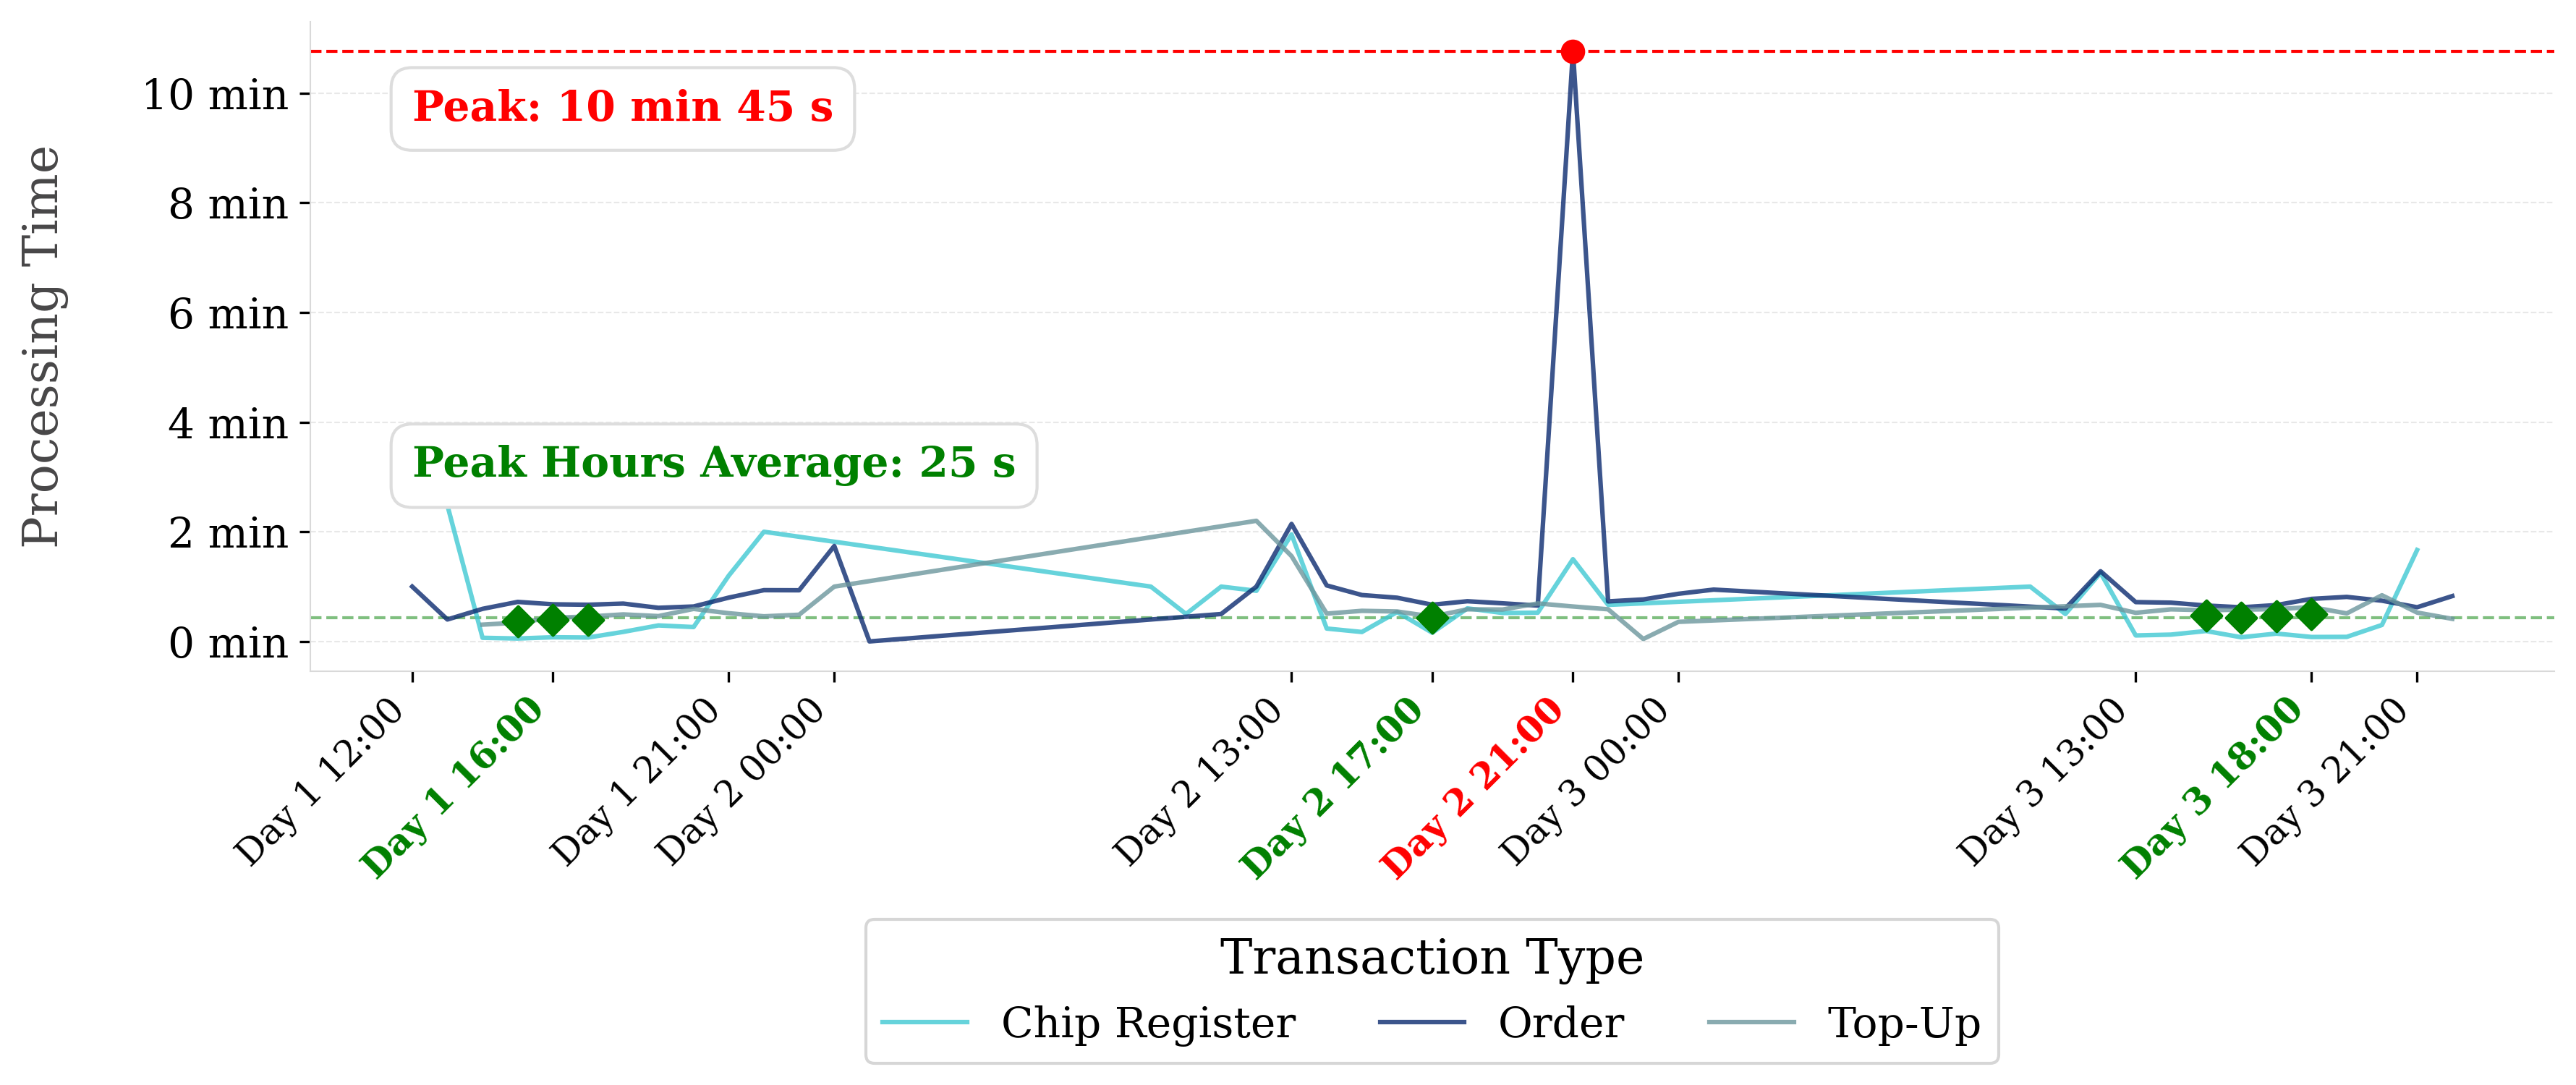 Processing Time
10 min
8 min
6 min
4 min
2 min
0 min
Peak: 10 min 45 s
Peak Hours Average: 25 s
Day 1 12:00
Day 1 16:00
Day 1 21:00
Day 2 00:00
Day 2 13:00
Day 2 17:00
Day 2 21:00
Day 3 00:00
Day 3 13:00
Day 3 18:00
Day 3 21:00
Transaction Type
Chip Register
Order
Top-Up